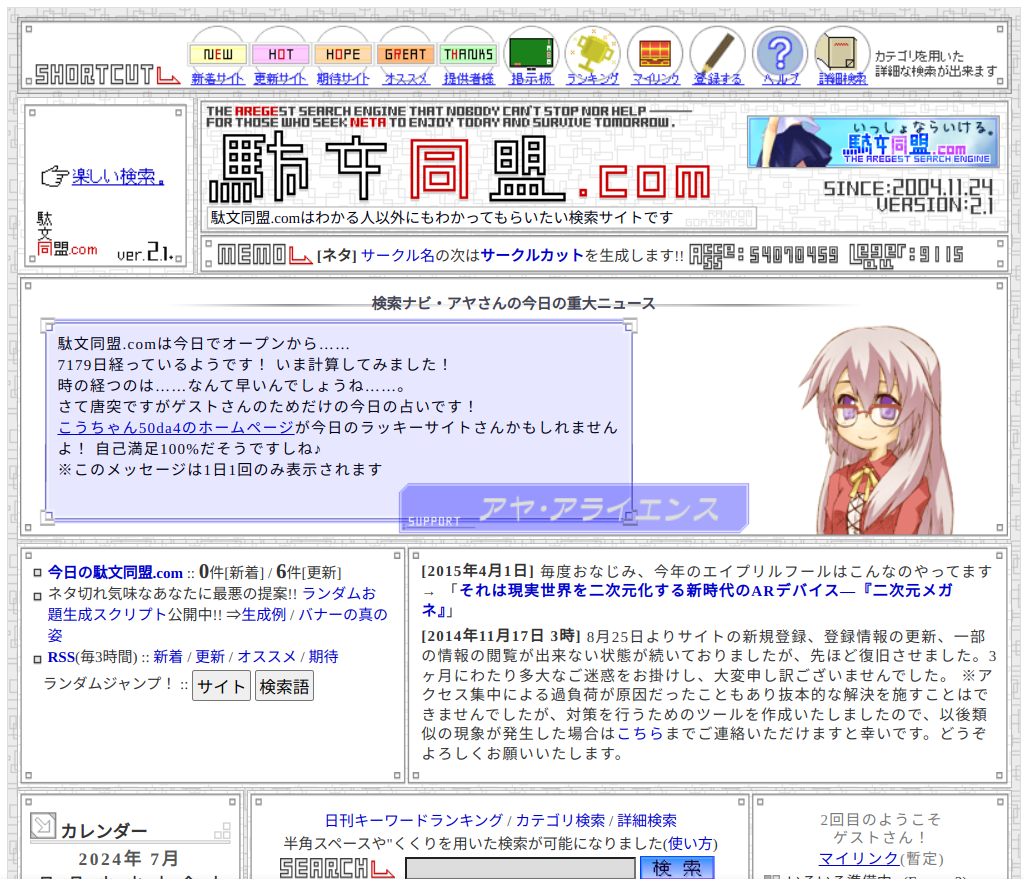 SHORTCUT
NEW HOT HOPE GREAT THANKS
新着サイト 更新サイト 期待サイト オススメ 提供者様 掲示板 ランキング マイリンク 登録する ヘルプ 詳細検索
カテゴリを用いた
詳細な検索が出来ます
楽しい検索。
駄文同盟.com ver.2.1.
THE AREGEST SEARCH ENGINE THAT NOBODY CAN'T STOP NOR HELP
FOR THOSE WHO SEEK NETA TO ENJOY TODAY AND SURVIVE TOMORROW.
駄文同盟.com
いっしょならいける。
駄文同盟.com
THE AREGEST SEARCH ENGINE
SINCE:2004.11.24
VERSION:2.1
駄文同盟.comはわかる人以外にもわかってもらいたい検索サイトです
MEMO [ネタ] サークル名の次はサークルカットを生成します!!
検索ナビ・アヤさんの今日の重大ニュース
駄文同盟.comは今日でオープンから……
7179日経っているようです！ いま計算してみました！
時の経つのは……なんて早いんでしょうね……。
さて唐突ですがゲストさんのためだけの今日の占いです！
こうちゃん50da4のホームページが今日のラッキーサイトさんかもしれません
よ！ 自己満足100%だそうですしね♪
※このメッセージは1日1回のみ表示されます
SUPPORT アヤ・アライエンス
今日の駄文同盟.com :: 0件[新着] / 6件[更新]
ネタ切れ気味なあなたに最悪の提案!! ランダムお
題生成スクリプト公開中!! ⇒生成例 / バナーの真の
姿
RSS(毎3時間) :: 新着 / 更新 / オススメ / 期待
ランダムジャンプ！ :: サイト 検索語
[2015年4月1日] 毎度おなじみ、今年のエイプリルフールはこんなのやってます
→ 「それは現実世界を二次元化する新時代のARデバイス―『二次元メガ
ネ』」
[2014年11月17日 3時] 8月25日よりサイトの新規登録、登録情報の更新、一部
の情報の閲覧が出来ない状態が続いておりましたが、先ほど復旧させました。3
ヶ月にわたり多大なご迷惑をお掛けし、大変申し訳ございませんでした。 ※ア
クセス集中による過負荷が原因だったこともあり抜本的な解決を施すことはで
きませんでしたが、対策を行うためのツールを作成いたしましたので、以後類
似の現象が発生した場合はこちらまでご連絡いただけますと幸いです。どうぞ
よろしくお願いいたします。
カレンダー
2024年 7月
日刊キーワードランキング / カテゴリ検索 / 詳細検索
半角スペースや"くくりを用いた検索が可能になりました(使い方)
SEARCH 検 索
2回目のようこそ
ゲストさん！
マイリンク(暫定)